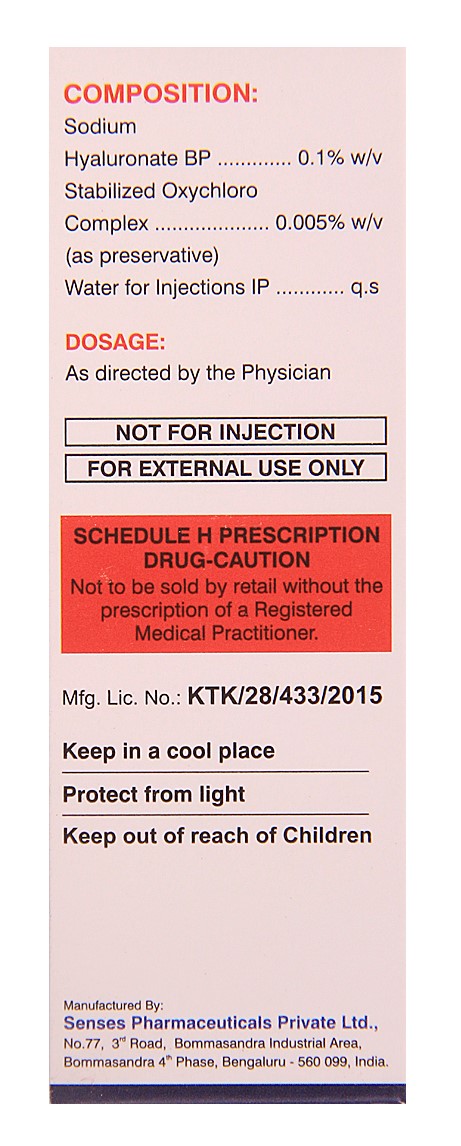 COMPOSITION:
Sodium
Hyaluronate BP ............. 0.1% w/v
Stabilized Oxychloro
Complex .................... 0.005% w/v
(as preservative)
Water for Injections IP ............ q.s
DOSAGE:
As directed by the Physician
NOT FOR INJECTION
FOR EXTERNAL USE ONLY
SCHEDULE H PRESCRIPTION
DRUG-CAUTION
Not to be sold by retail without the
prescription of a Registered
Medical Practitioner.
Mfg. Lic. No.: KTK/28/433/2015
Keep in a cool place
Protect from light
Keep out of reach of Children
Manufactured By:
Senses Pharmaceuticals Private Ltd.,
No.77, 3rd Road, Bommasandra Industrial Area,
Bommasandra 4th Phase, Bengaluru - 560 099, India.